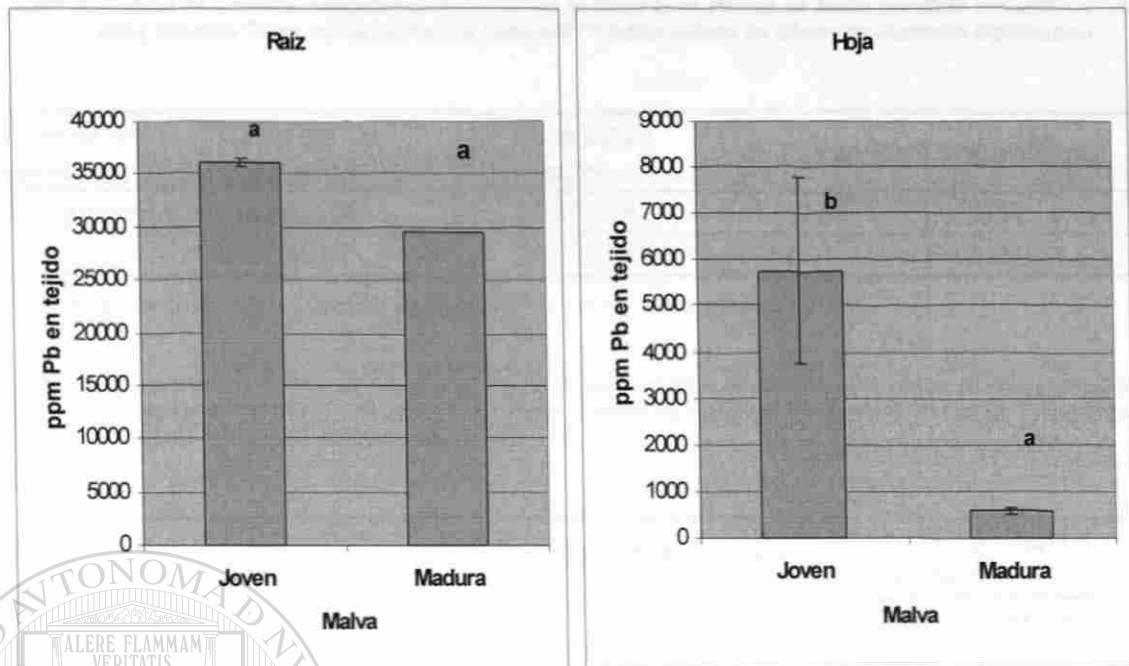 Raíz
40000
35000
30000
25000
20000
15000
10000
5000
0
ppm Pb en tejido
a
a
Joven
Madura
Malva
Hoja
9000
8000
7000
6000
5000
4000
3000
2000
1000
0
ppm Pb en tejido
b
a
Joven
Madura
Malva
AVTONOMA D
ALERE FLAMMAM
VERITATIS